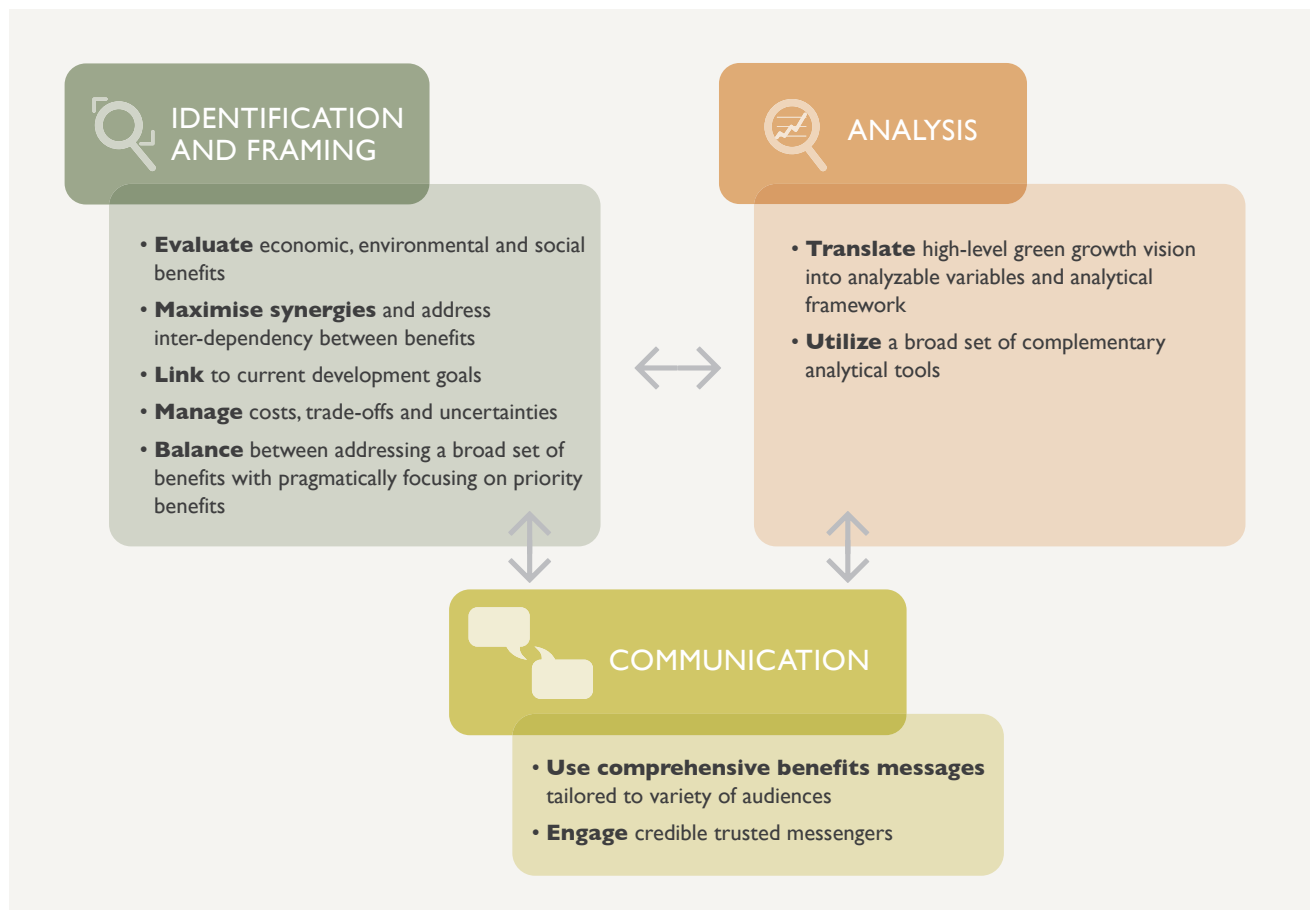 IDENTIFICATION
AND FRAMING
• Evaluate economic, environmental and social
benefits
• Maximise synergies and address
inter-dependency between benefits
• Link to current development goals
• Manage costs, trade-offs and uncertainties
• Balance between addressing a broad set of
benefits with pragmatically focusing on priority
benefits
ANALYSIS
• Translate high-level green growth vision
into analyzable variables and analytical
framework
• Utilize a broad set of complementary
analytical tools
COMMUNICATION
• Use comprehensive benefits messages
tailored to variety of audiences
• Engage credible trusted messengers